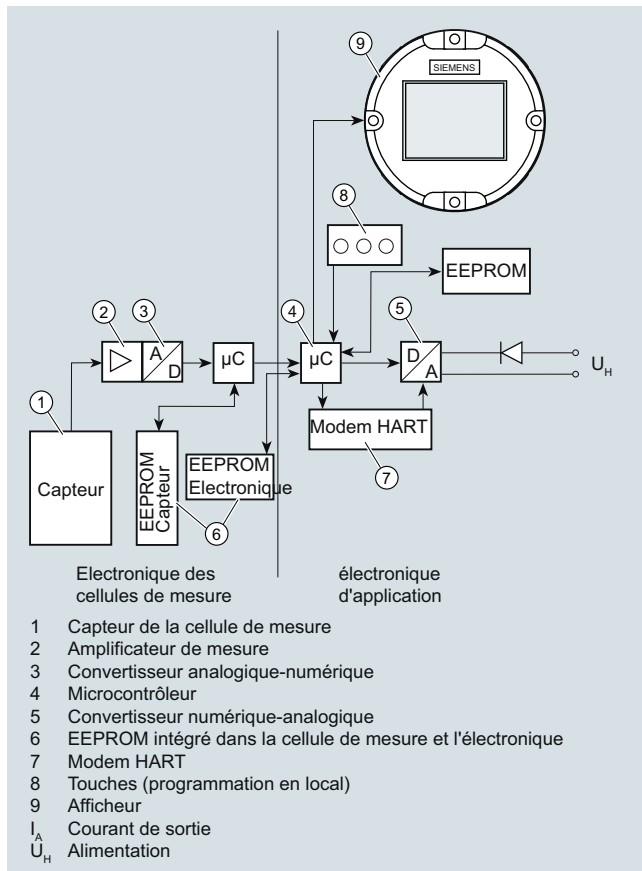 9
SIEMENS
8
EEPROM
2
3
4
5
A
D
µC
µC
D
A
U_H
1
Modem HART
Capteur
EEPROM
Capteur
EEPROM
Electronique
7
6
Electronique des
cellules de mesure
électronique
d'application
1 Capteur de la cellule de mesure
2 Amplificateur de mesure
3 Convertisseur analogique-numérique
4 Microcontrôleur
5 Convertisseur numérique-analogique
6 EEPROM intégré dans la cellule de mesure et l'électronique
7 Modem HART
8 Touches (programmation en local)
9 Afficheur
I_A Courant de sortie
U_H Alimentation